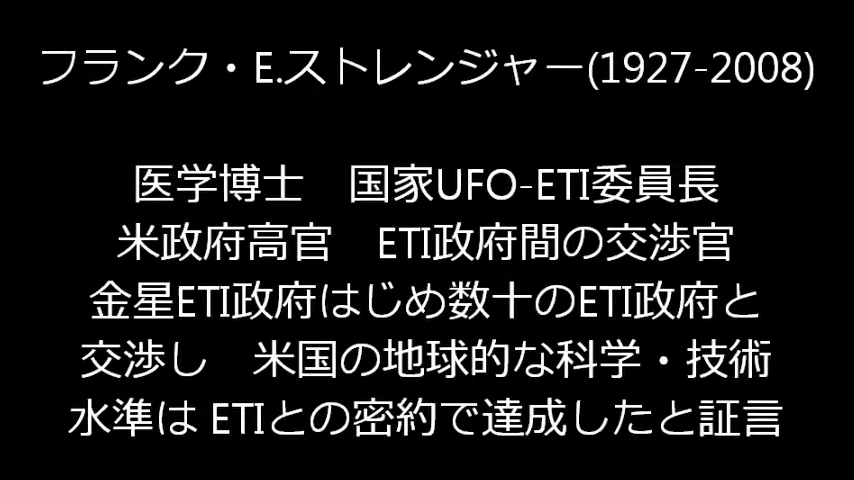 フランク・E.ストレンジャー(1927-2008)
医学博士　国家UFO-ETI委員長
米政府高官　ETI政府間の交渉官
金星ETI政府はじめ数十のETI政府と
交渉し　米国の地球的な科学・技術
水準は ETIとの密約で達成したと証言